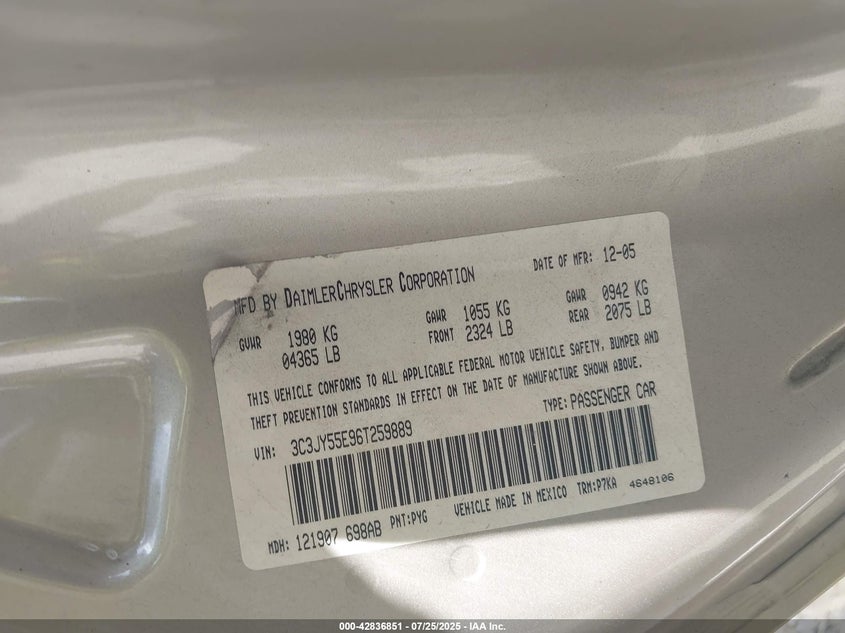 MFD BY DAIMLERCHRYSLER CORPORATION DATE OF MFR: 12-05
GVWR 1980 KG GAWR 1055 KG GAWR 0942 KG
04365 LB FRONT 2324 LB REAR 2075 LB
THIS VEHICLE CONFORMS TO ALL APPLICABLE FEDERAL MOTOR VEHICLE SAFETY, BUMPER AND
THEFT PREVENTION STANDARDS IN EFFECT ON THE DATE OF MANUFACTURE SHOWN ABOVE.
VIN: 3C3JY55E96T259889 TYPE: PASSENGER CAR
MDH: 121907 698AB PNT:PYG VEHICLE MADE IN MEXICO TRM:P7KA 4648106
000-42836851 - 07/25/2025 - IAA Inc.